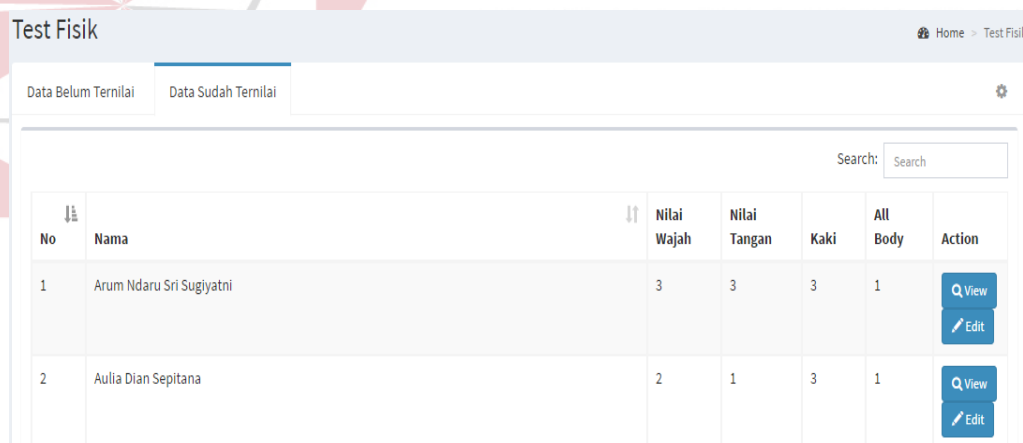 Test Fisik
Home > Test Fisik
Data Belum Ternilai Data Sudah Ternilai
Search: Search
No Nama Nilai Wajah Nilai Tangan Kaki All Body Action
1 Arum Ndaru Sri Sugiyatni 3 3 3 1 View
Edit
2 Aulia Dian Sepitana 2 1 3 1 View
Edit